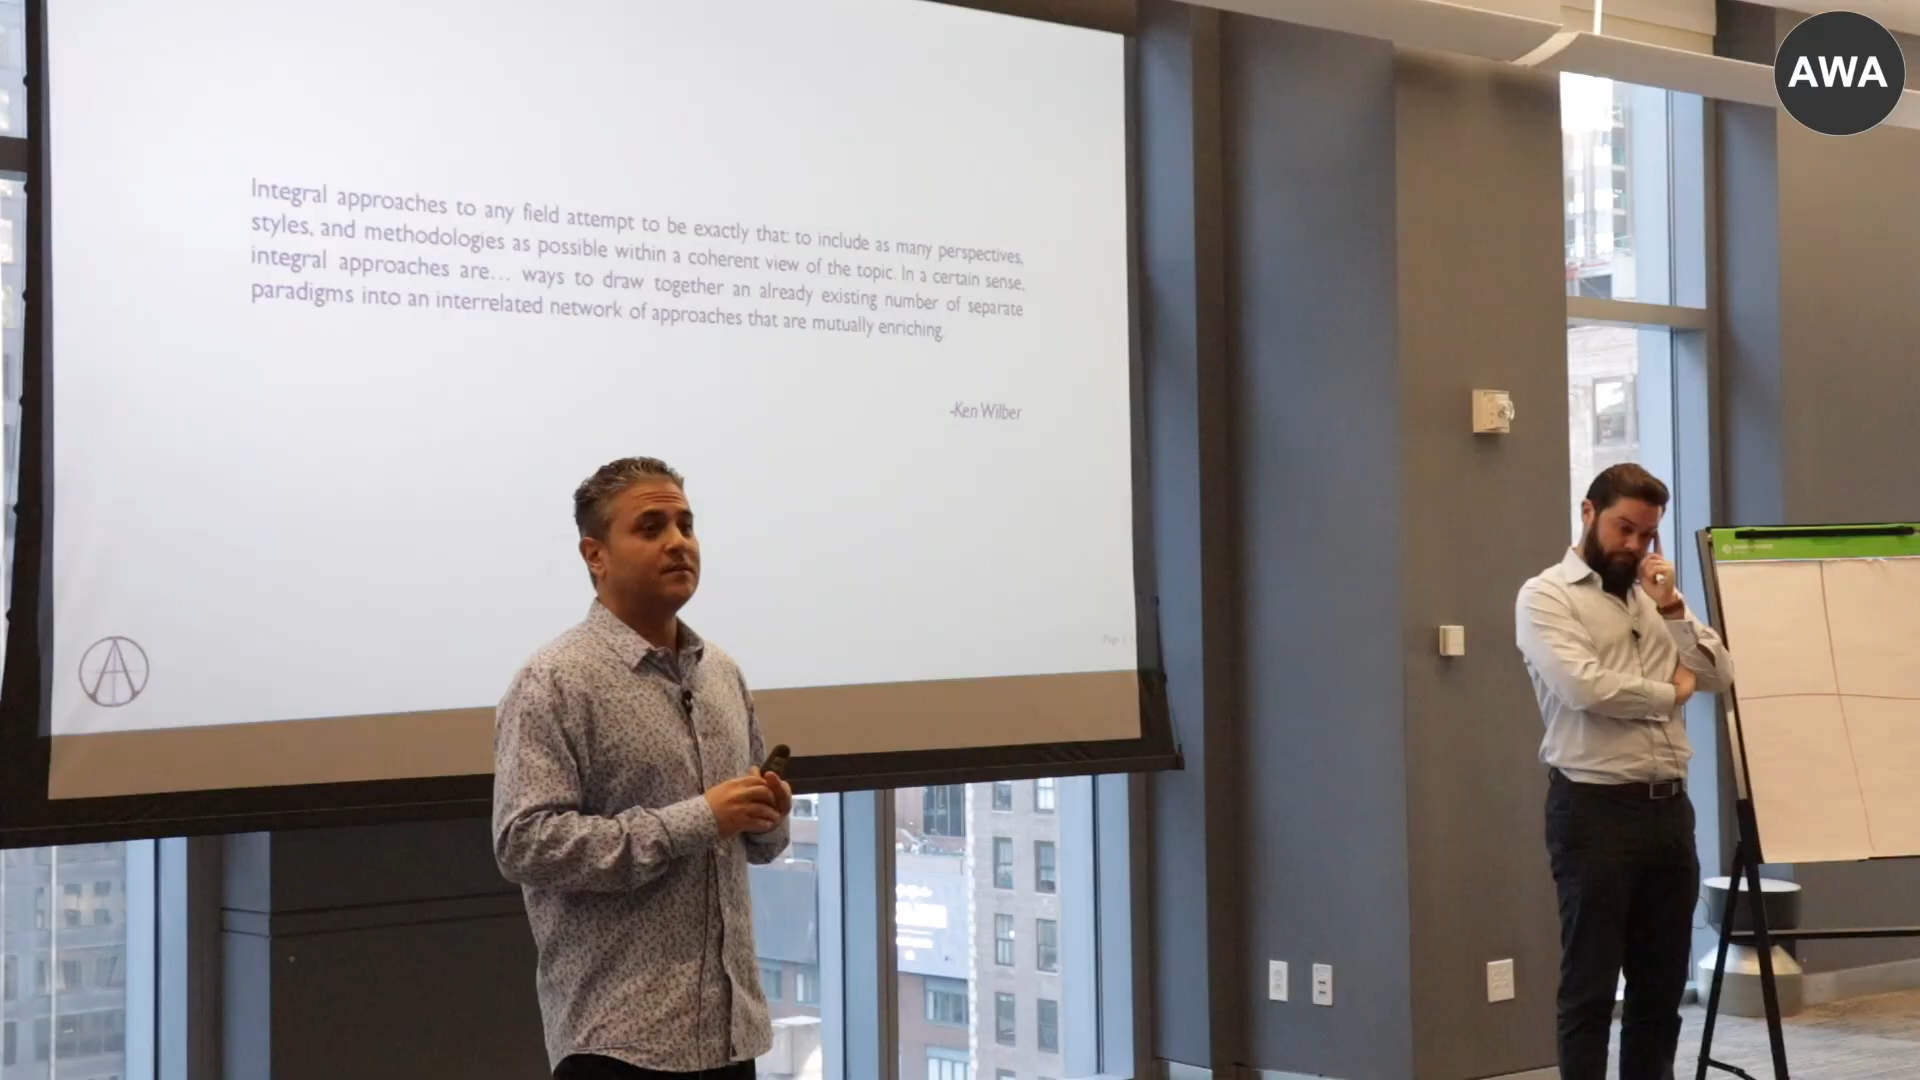 AWA
Integral approaches to any field attempt to be exactly that: to include as many perspectives,
styles, and methodologies as possible within a coherent view of the topic. In a certain sense,
integral approaches are... ways to draw together an already existing number of separate
paradigms into an interrelated network of approaches that are mutually enriching.
-Ken Wilber